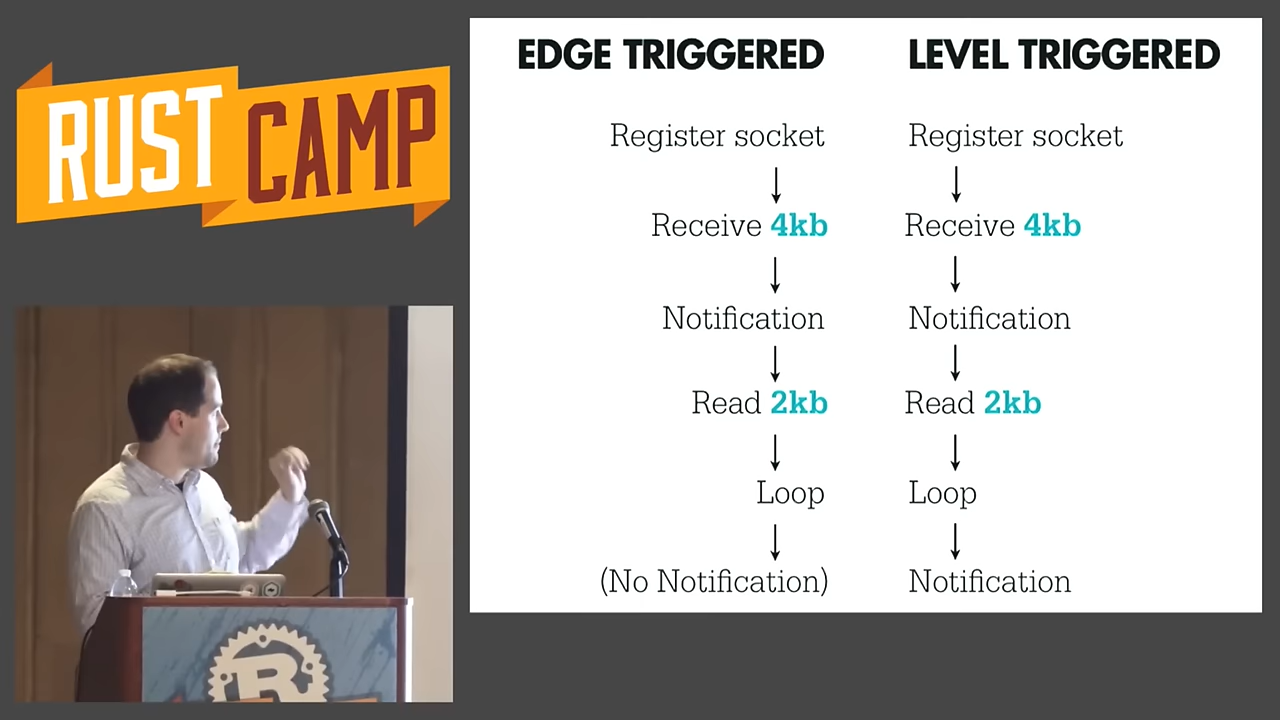 RUST CAMP
EDGE TRIGGERED
Register socket
Receive 4kb
Notification
Read 2kb
Loop
(No Notification)
LEVEL TRIGGERED
Register socket
Receive 4kb
Notification
Read 2kb
Loop
Notification
R